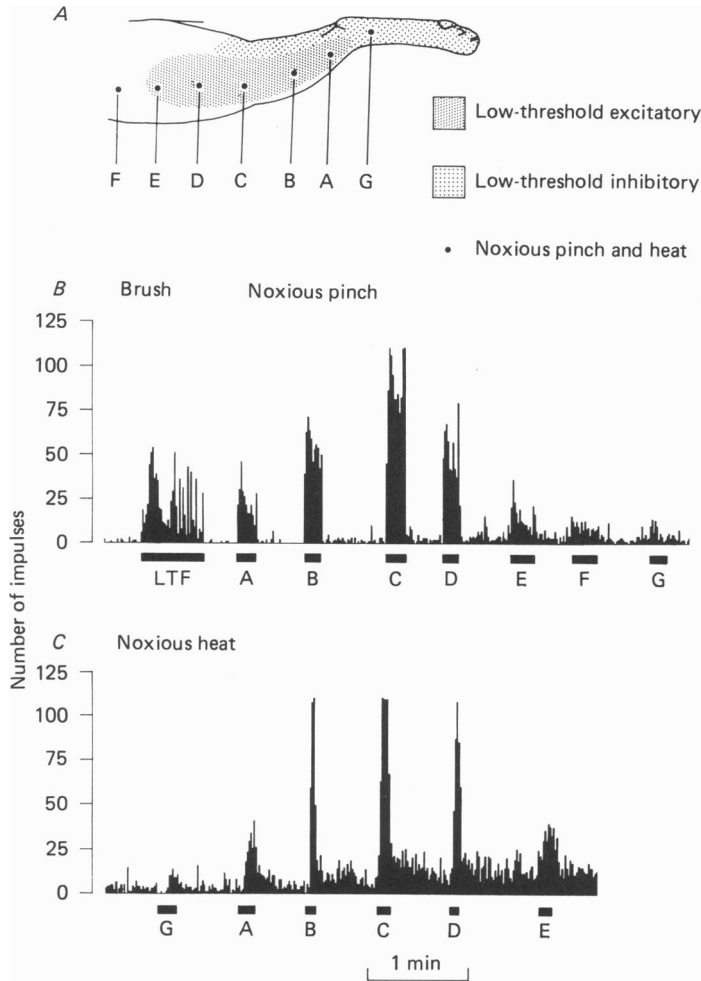 A
Low-threshold excitatory
F E D C B A G
Low-threshold inhibitory
Noxious pinch and heat
B Brush Noxious pinch
125
100
75
50
25
0
LTF A B C D E F G
Number of impulses
C Noxious heat
125
100
75
50
25
0
G A B C D E
1 min